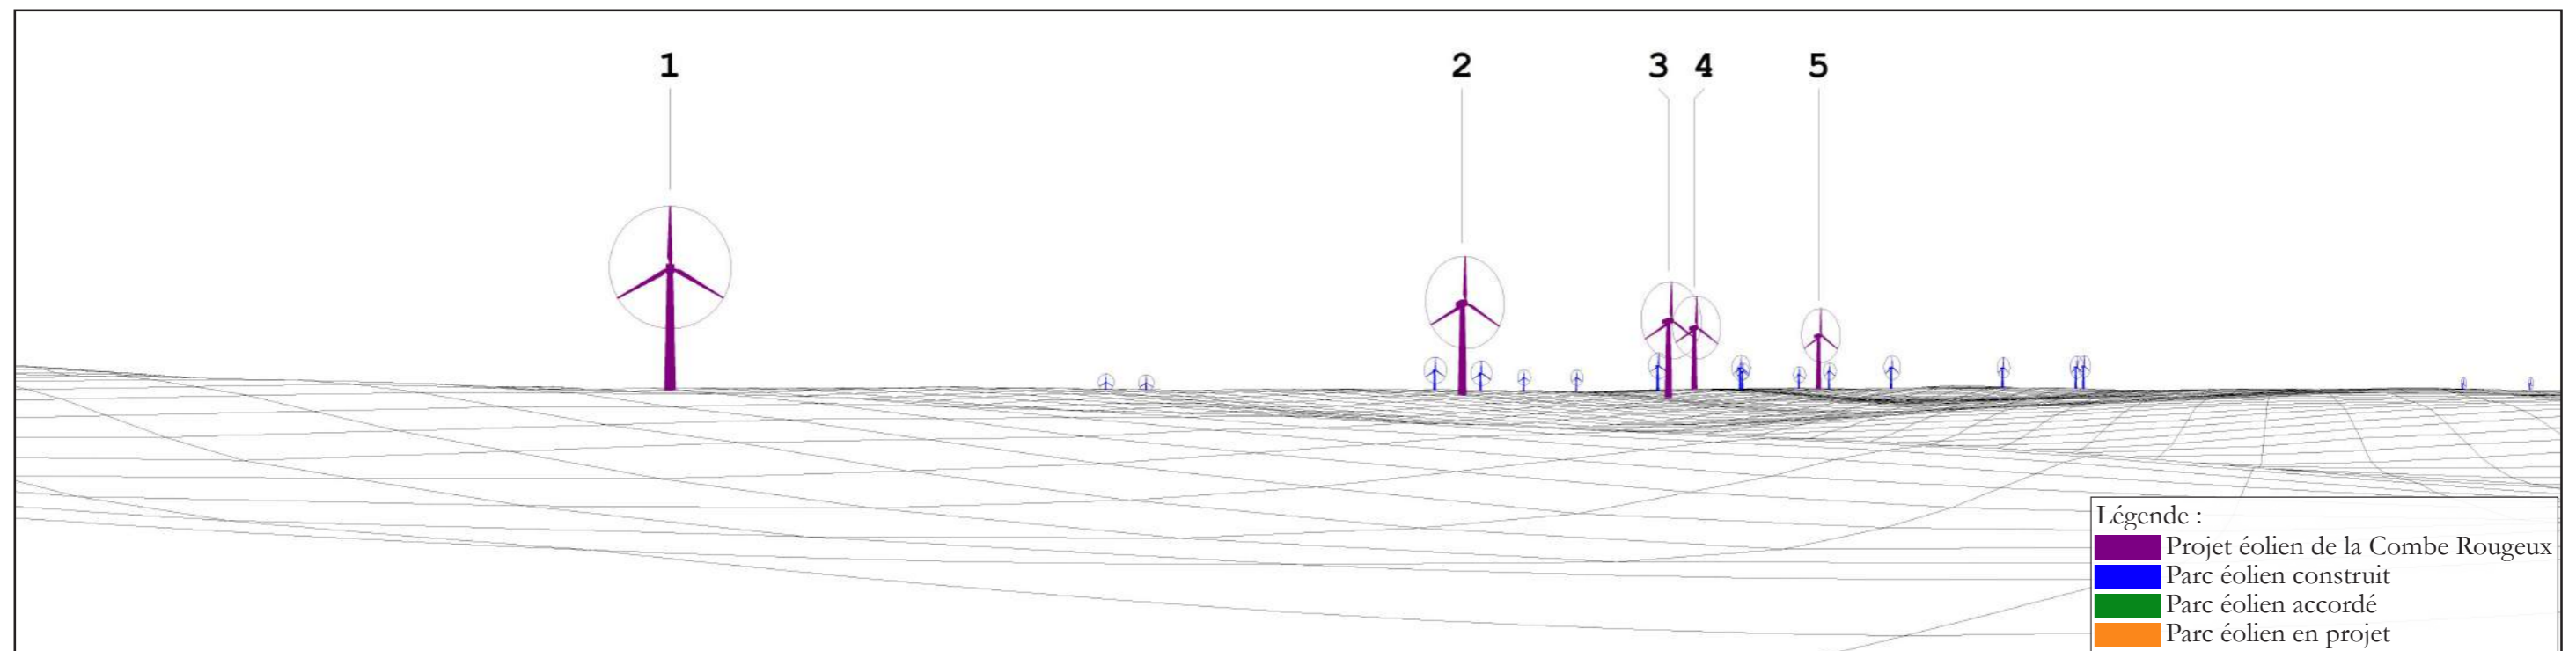 1 2 3 4 5
Légende :
Projet éolien de la Combe Rougeux
Parc éolien construit
Parc éolien accordé
Parc éolien en projet